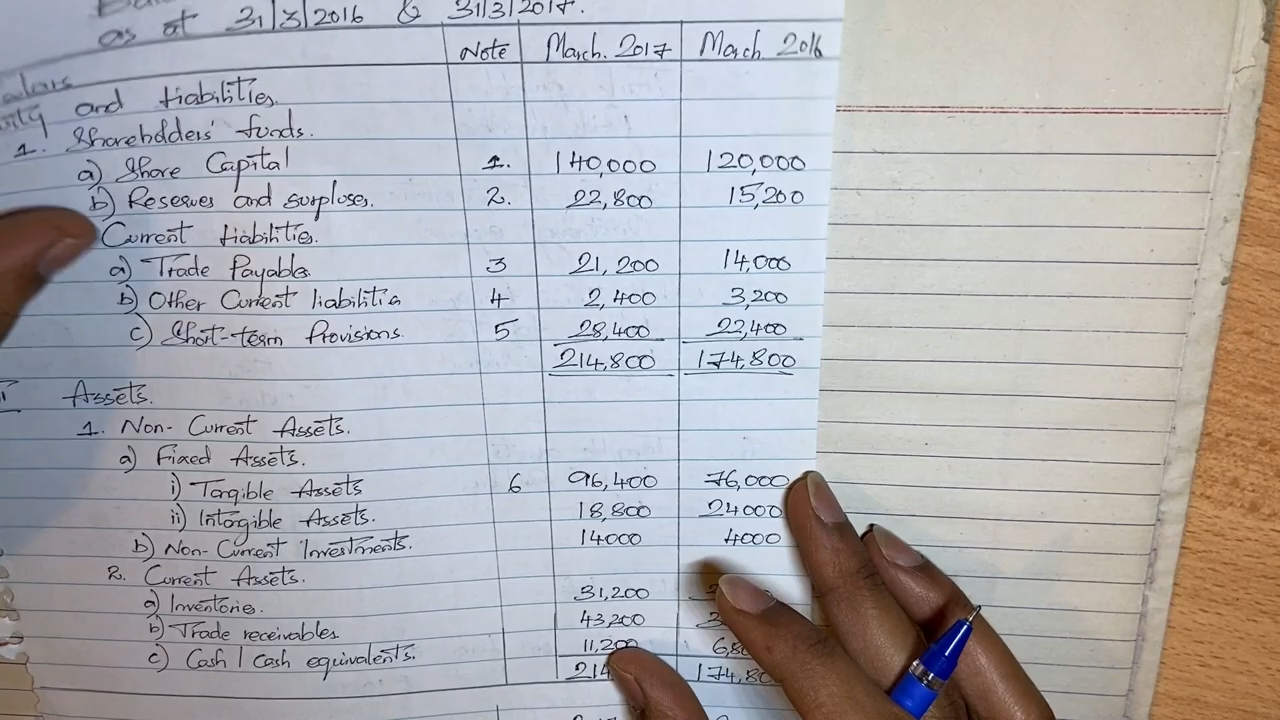 as at 31/3/2016 & 31/3/2017.
Note March. 2017 March 2016
and Liabilities.
1. Shareholders' funds.
a) Share Capital 1. 140,000 120,000
b) Reserves and surpluses. 2. 22,800 15,200
Current Liabilities.
a) Trade Payables 3 21,200 14,000
b) Other Current liabilities 4 2,400 3,200
c) Short-term Provisions. 5 28,400 22,400
214,800 174,800
Assets.
1. Non-Current Assets.
a) Fixed Assets.
i) Tangible Assets 6 96,400 76,000
ii) Intangible Assets. 18,800 24000
b) Non-Current Investments. 14000 4000
2. Current Assets.
a) Inventories. 31,200
b) Trade receivables 43,200
c) Cash / Cash equivalents. 11,200